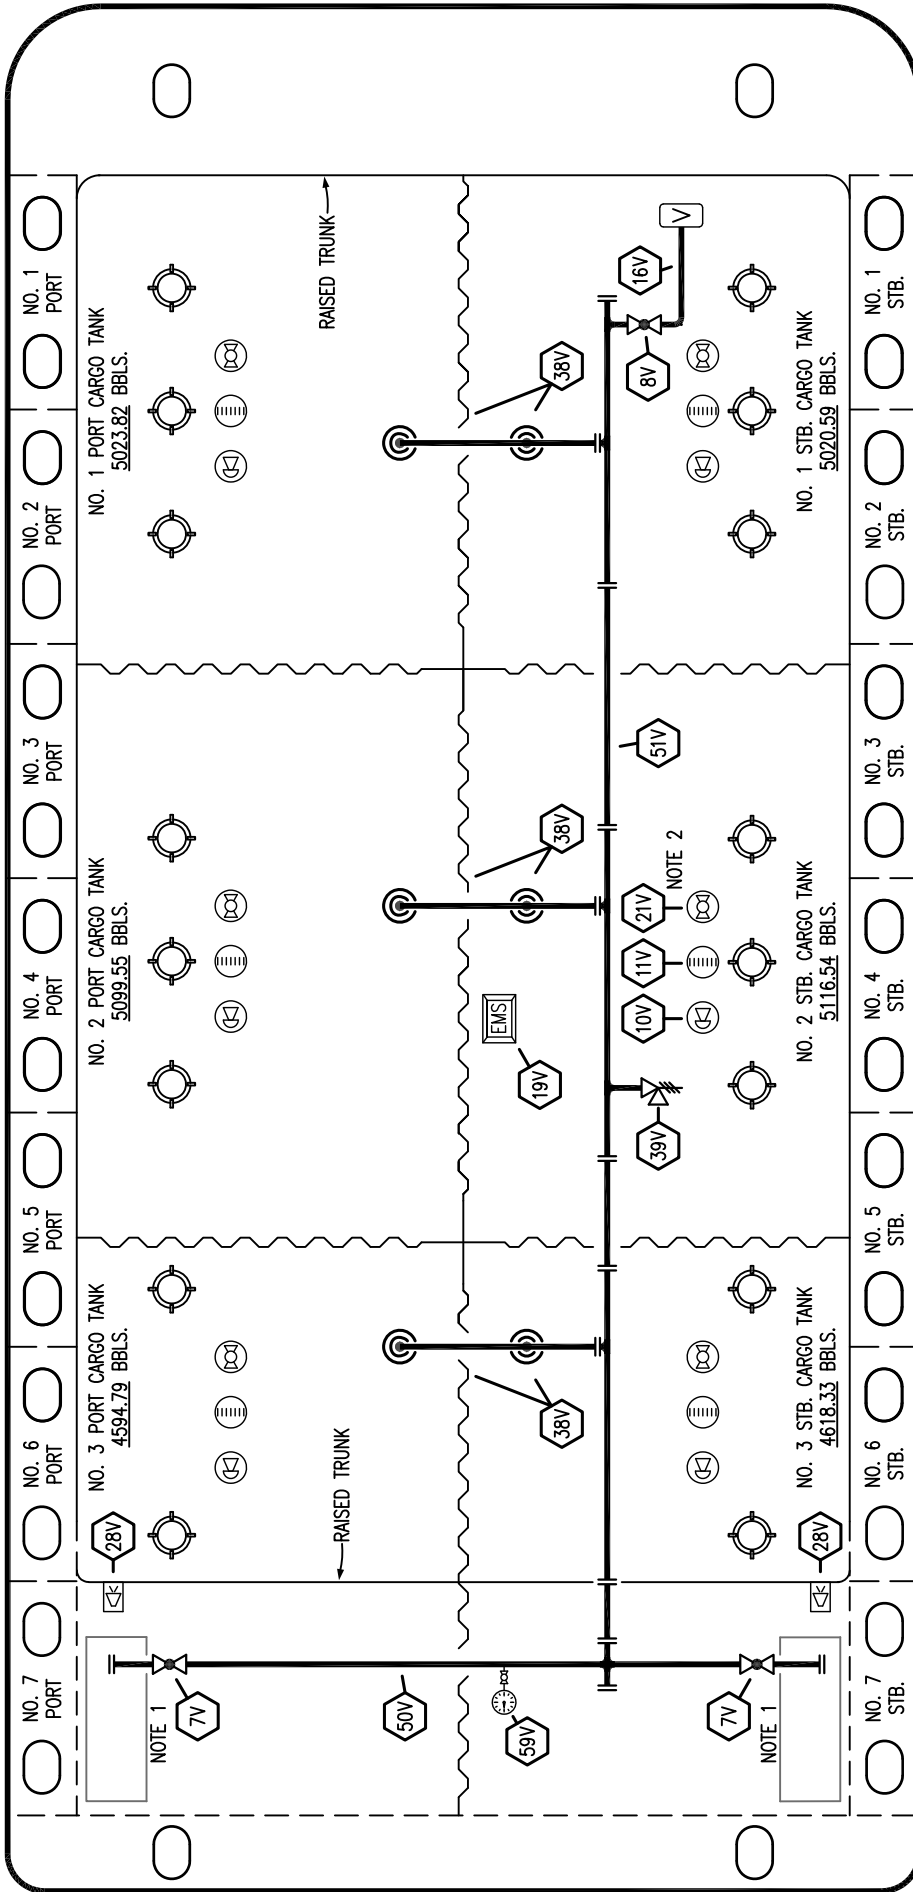 NO. 1
PORT
NO. 2
PORT
NO. 3
PORT
NO. 4
PORT
NO. 5
PORT
NO. 6
PORT
NO. 7
PORT
NO. 1 PORT CARGO TANK
5023.82 BBLS.
NO. 2 PORT CARGO TANK
5099.55 BBLS.
NO. 3 PORT CARGO TANK
4594.79 BBLS.
28V
RAISED TRUNK
RAISED TRUNK
NOTE 1
7V
50V
59V
38V
38V
38V
EMS
19V
V
16V
8V
51V
NOTE 2
21V
11V
10V
39V
7V
NOTE 1
28V
NO. 1 STB. CARGO TANK
5020.59 BBLS.
NO. 2 STB. CARGO TANK
5116.54 BBLS.
NO. 3 STB. CARGO TANK
4618.33 BBLS.
NO. 1
STB.
NO. 2
STB.
NO. 3
STB.
NO. 4
STB.
NO. 5
STB.
NO. 6
STB.
NO. 7
STB.